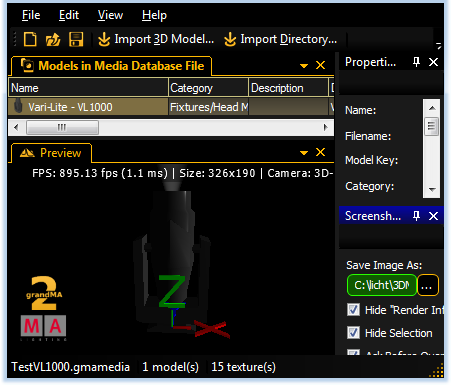 File Edit View Help
Import 3D Model... Import Directory...
Models in Media Database File
Name Category Description
Vari-Lite - VL1000 Fixtures/Head M
Preview
FPS: 895.13 fps (1.1 ms) | Size: 326x190 | Camera: 3D-
Z
X
2
grandMA
MA
Properti...
Name:
Filename:
Model Key:
Category:
Screensh...
Save Image As:
C:\licht\3DM ...
Hide "Render Inf
Hide Selection
Ask Before Over
TestVL1000.gmamedia 1 model(s) 15 texture(s)